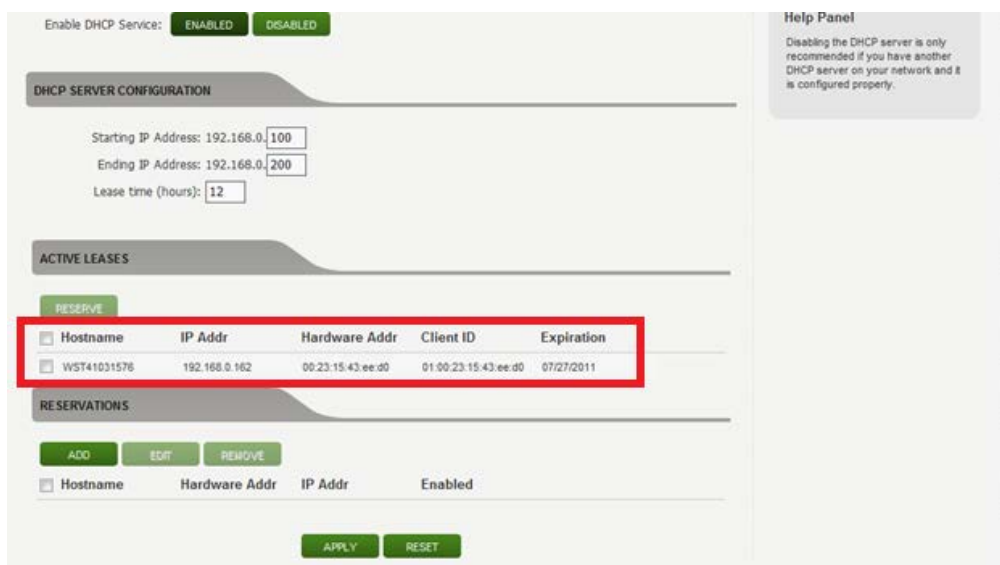 Enable DHCP Service: ENABLED DISABLED
Help Panel
Disabling the DHCP server is only
recommended if you have another
DHCP server on your network and it
is configured properly.
DHCP SERVER CONFIGURATION
Starting IP Address: 192.168.0. 100
Ending IP Address: 192.168.0. 200
Lease time (hours): 12
ACTIVE LEASES
RESERVE
Hostname IP Addr Hardware Addr Client ID Expiration
WST41031576 192.168.0.162 00:23:15:43:ee:d0 01:00:23:15:43:ee:d0 07/27/2011
RESERVATIONS
ADD EDIT REMOVE
Hostname Hardware Addr IP Addr Enabled
APPLY RESET